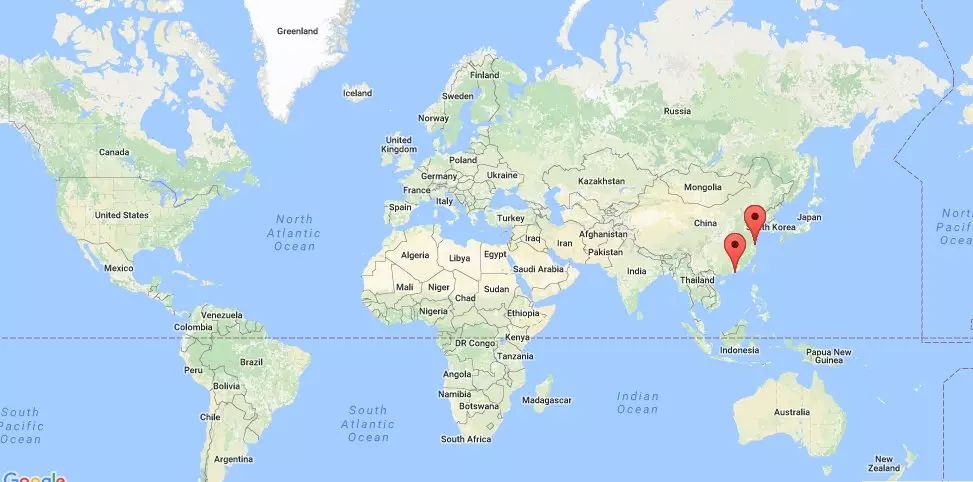 Greenland
Iceland
Finland
Sweden
Norway
Russia
United
Kingdom
Canada
Poland
Germany
Ukraine
Kazakhstan
Mongolia
France
Italy
Spain
United States
North
Atlantic
Ocean
Turkey
China
Japan
th Korea
Nort
Pacific
Ocea
Iraq
Iran
Afghanistan
Pakistan
Algeria
Libya
Egypt
Saudi Arabia
India
Mexico
Mali
Niger
Chad
Sudan
Thailand
Nigeria
Ethiopia
Venezuela
Colombia
DR Congo
Kenya
Tanzania
Indonesia
Papua New
Guinea
Peru
Brazil
Bolivia
Angola
Namibia
Botswana
Madagascar
Indian
Ocean
South
Pacific
Ocean
Chile
South
Atlantic
Ocean
Australia
South Africa
Argentina
New
Zealand
Google